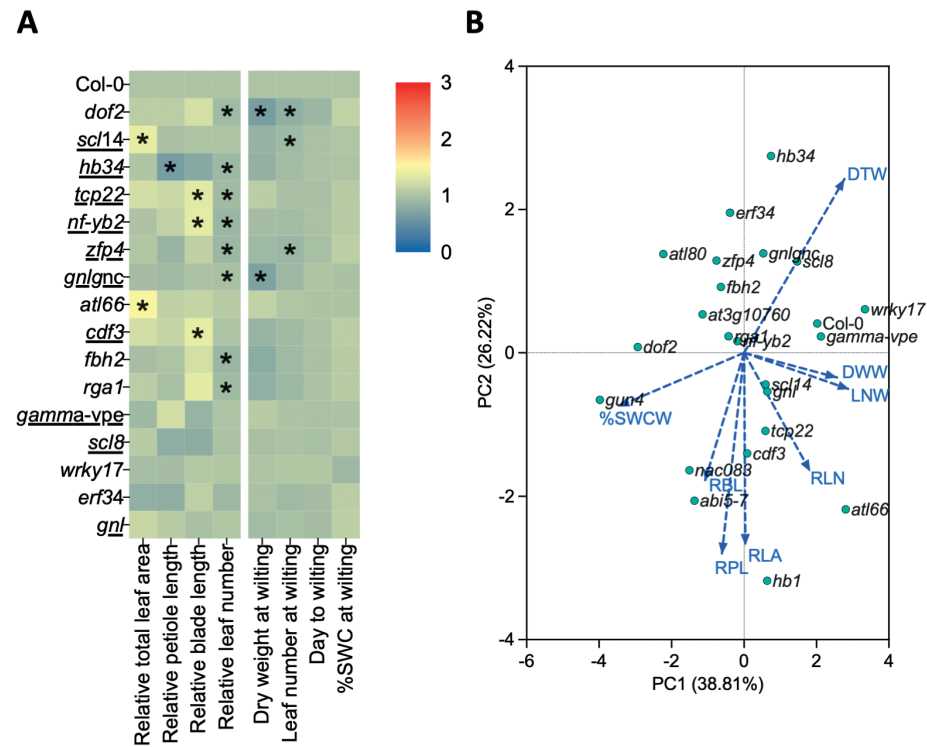 A
Col-0
dof2
scl14
hb34
tcp22
nf-yb2
zfp4
gnlgnc
atl66
cdf3
fbh2
rga1
gamma-vpe
scl8
wrky17
erf34
gnl
* * *
* *
* *
* *
* *
* *
* *
*
*
*
*
Relative total leaf area
Relative petiole length
Relative blade length
Relative leaf number
Dry weight at wilting
Leaf number at wilting
Day to wilting
%SWC at wilting
3
2
1
0
B
PC2 (26.22%)
4
2
0
-2
-4
hb34
DTW
erf34
atl80
zfp4
gnlgnc
scl8
fbh2
at3g10760
wrky17
Col-0
rga1
nf-yb2
gamma-vpe
dof2
DWW
LNW
scl14
gnl
gun4
%SWCW
tcp22
cdf3
nac083
RBL
RLN
abi5-7
atl66
RPL
RLA
hb1
-6
-4
-2
0
2
4
PC1 (38.81%)